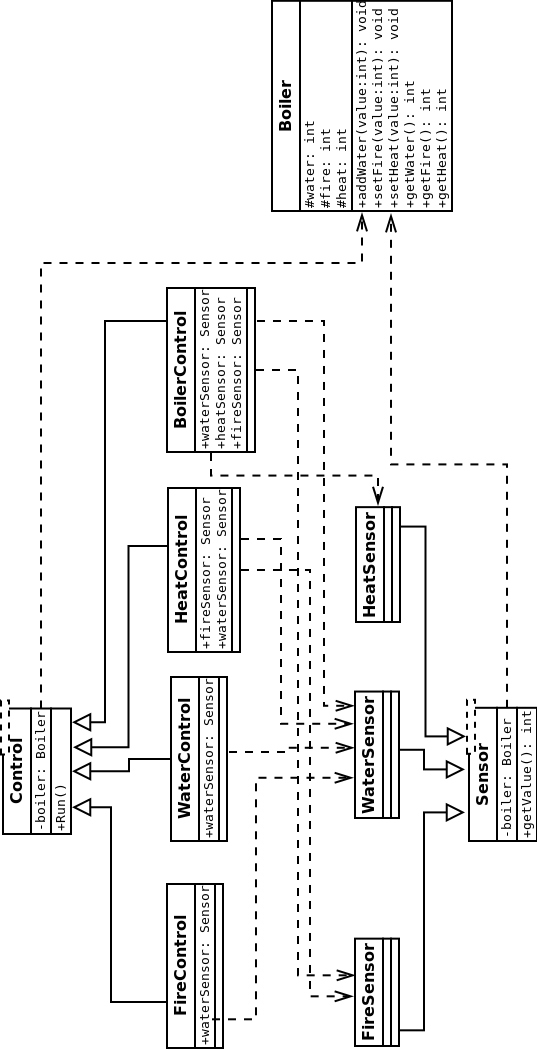 Boiler
#water: int
#fire: int
#heat: int
+addWater(value:int): void
+setFire(value:int): void
+setHeat(value:int): void
+getWater(): int
+getFire(): int
+getHeat(): int
BoilerControl
+waterSensor: Sensor
+heatSensor: Sensor
+fireSensor: Sensor
HeatControl
+fireSensor: Sensor
+waterSensor: Sensor
HeatSensor
Control
-boiler: Boiler
+Run()
WaterControl
+waterSensor: Sensor
WaterSensor
Sensor
-boiler: Boiler
+getValue(): int
FireControl
+waterSensor: Sensor
FireSensor